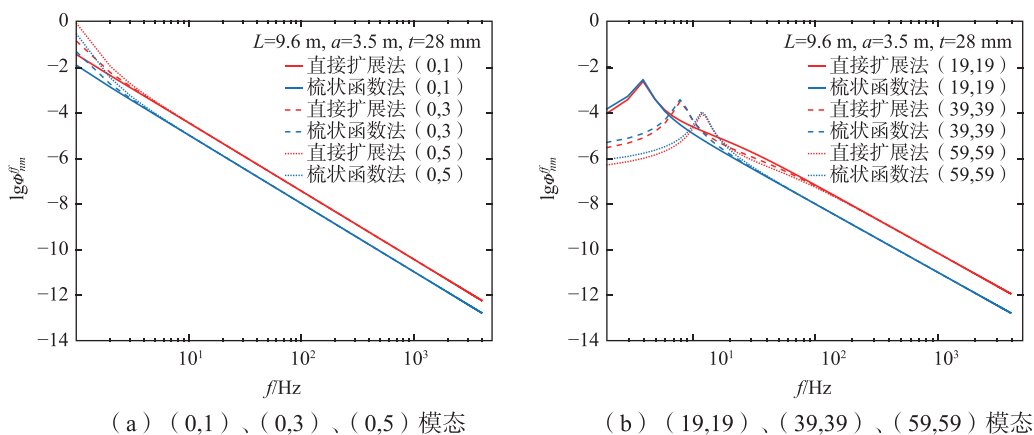 0
−2
−4
−6
−8
−10
−12
−14
lgΦ^{ff}_{nm}
L=9.6 m, a=3.5 m, t=28 mm
直接扩展法（0,1）
梳状函数法（0,1）
直接扩展法（0,3）
梳状函数法（0,3）
直接扩展法（0,5）
梳状函数法（0,5）
10^1 10^2 10^3
f/Hz
（a）（0,1）、（0,3）、（0,5）模态
0
−2
−4
−6
−8
−10
−12
−14
lgΦ^{ff}_{nm}
L=9.6 m, a=3.5 m, t=28 mm
直接扩展法（19,19）
梳状函数法（19,19）
直接扩展法（39,39）
梳状函数法（39,39）
直接扩展法（59,59）
梳状函数法（59,59）
10^1 10^2 10^3
f/Hz
（b）（19,19）、（39,39）、（59,59）模态